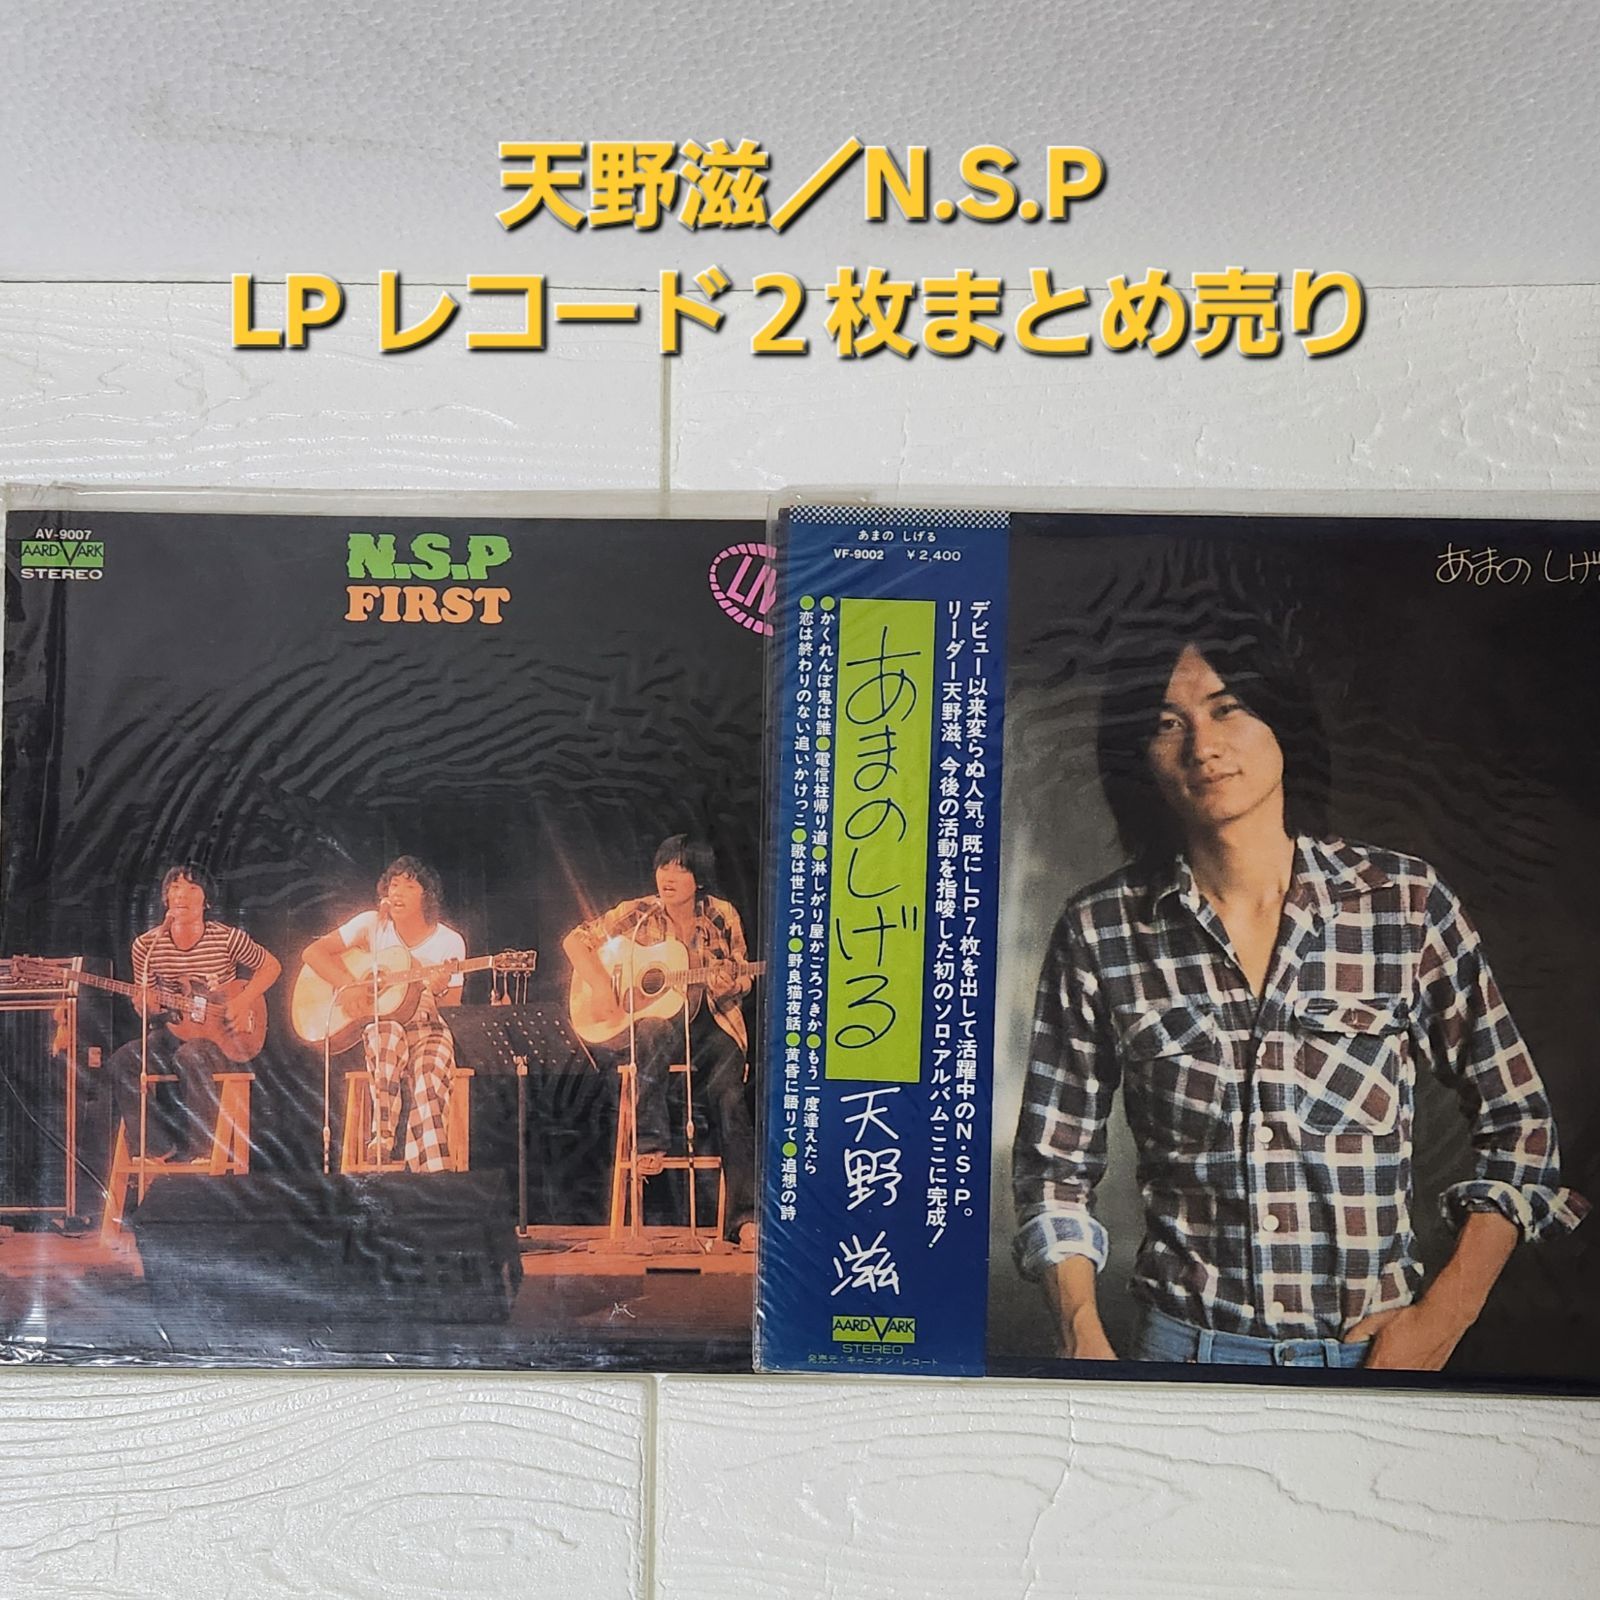 天野滋／N.S.P
LPレコード2枚まとめ売り
AV-9007
AARDVARK
STEREO
N.S.P
FIRST
あまの しげる
VF-9002 ￥2,400
デビュー以来変らぬ人気。既にLP7枚を出して活躍中のN・S・P。
リーダー天野滋、今後の活動を指唆した初のソロ・アルバムここに完成！
あまのしげる
天野滋
●かくれんぼ鬼は誰●電信柱帰り道●淋しがり屋かごろつきか●もう一度逢えたら
●恋は終わりのない追いかけっこ●歌は世につれ●野良猫夜話●黄昏に語りて●追想の詩
AARDVARK
STEREO
発売元：キャニオン・レコード
あまの しげ